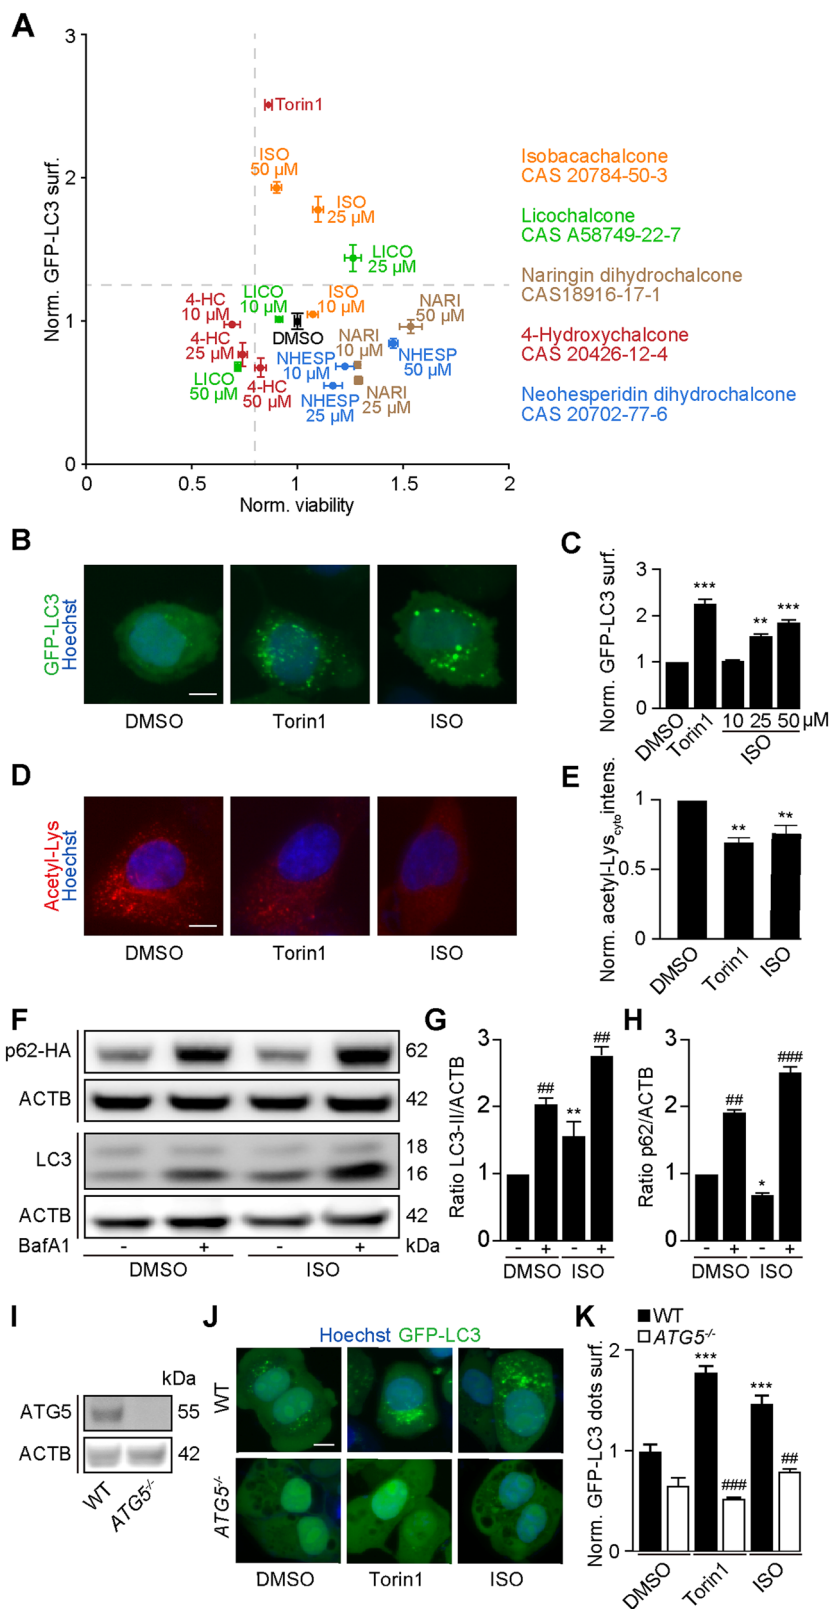 A
3
2
1
0
Norm. GFP-LC3 surf.
Torin1
ISO
50 µM
ISO
25 µM
LICO
25 µM
4-HC
10 µM
LICO
10 µM
ISO
10 µM
NARI
50 µM
DMSO
4-HC
25 µM
NARI
10 µM
NHESP
10 µM
NHESP
50 µM
LICO
50 µM
4-HC
50 µM
NHESP
25 µM
NARI
25 µM
0
0.5
1
1.5
2
Norm. viability
Isobacachalcone
CAS 20784-50-3
Licochalcone
CAS A58749-22-7
Naringin dihydrochalcone
CAS18916-17-1
4-Hydroxychalcone
CAS 20426-12-4
Neohesperidin dihydrochalcone
CAS 20702-77-6
B
GFP-LC3
Hoechst
DMSO
Torin1
ISO
C
Norm. GFP-LC3 surf.
3
2
1
0
***
**
***
DMSO
Torin1
10 25 50 µM
ISO
D
Acetyl-Lys
Hoechst
DMSO
Torin1
ISO
E
Norm. acetyl-Lyscyto intens.
1
0.5
0
**
**
DMSO
Torin1
ISO
F
p62-HA
62
ACTB
42
LC3
18
16
ACTB
42
BafA1
- + - +
kDa
DMSO
ISO
G
Ratio LC3-II/ACTB
3
2
1
0
##
**
##
- + - +
DMSO ISO
H
Ratio p62/ACTB
3
2
1
0
##
*
###
- + - +
DMSO ISO
I
kDa
ATG5
55
ACTB
42
WT
ATG5-/-
J
Hoechst GFP-LC3
WT
ATG5-/-
DMSO
Torin1
ISO
K
WT
ATG5-/-
Norm. GFP-LC3 dots surf.
2
1
0
***
###
***
##
DMSO
Torin1
ISO